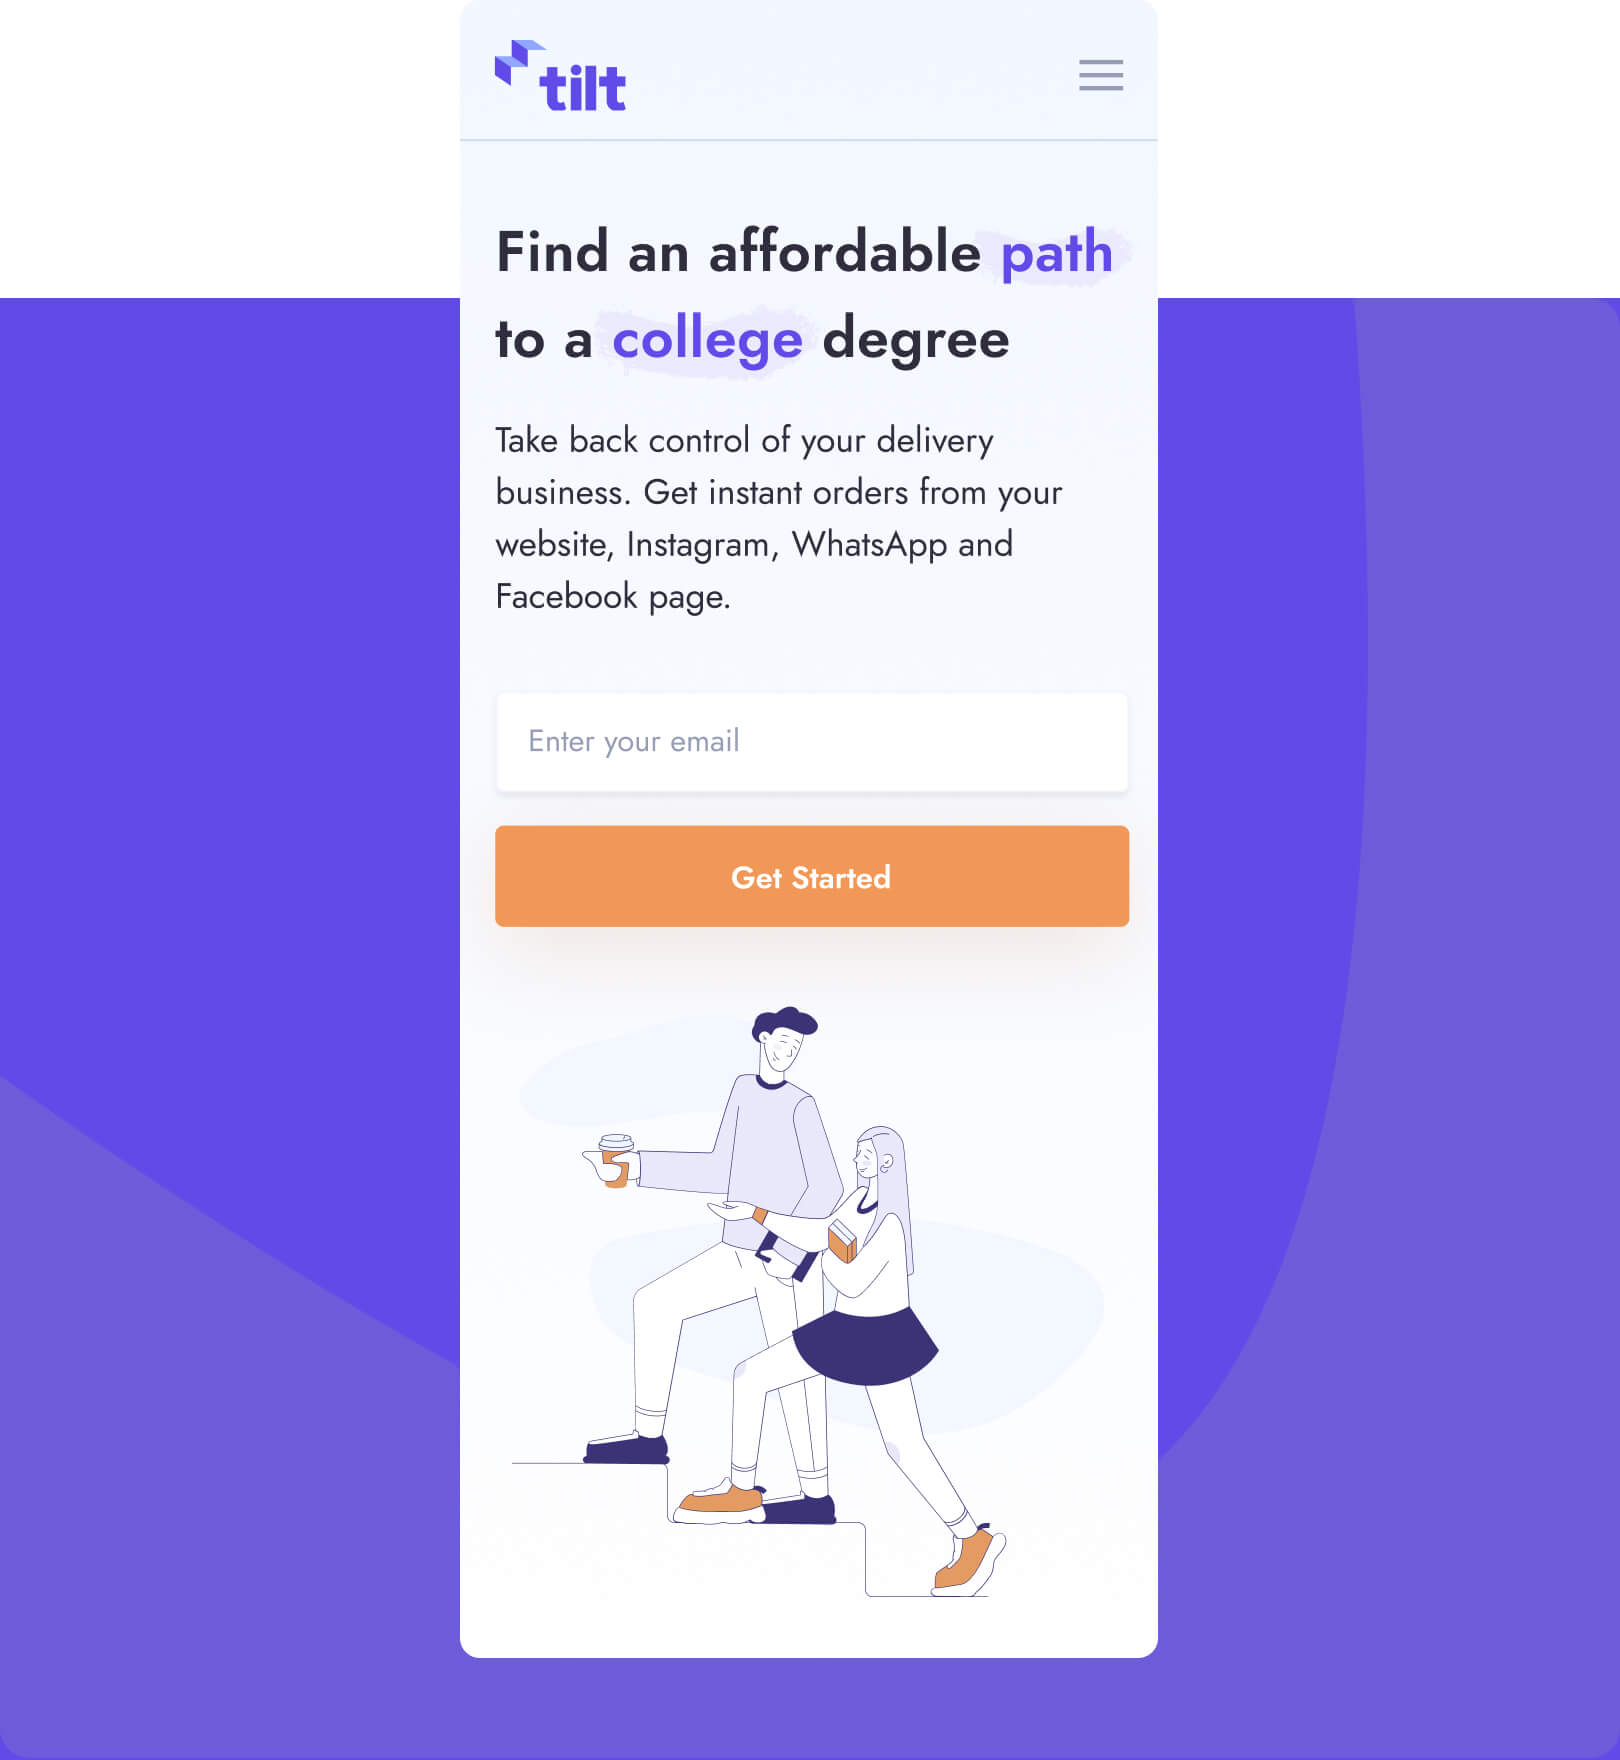 tilt
Find an affordable path
to a college degree
Take back control of your delivery
business. Get instant orders from your
website, Instagram, WhatsApp and
Facebook page.
Enter your email
Get Started